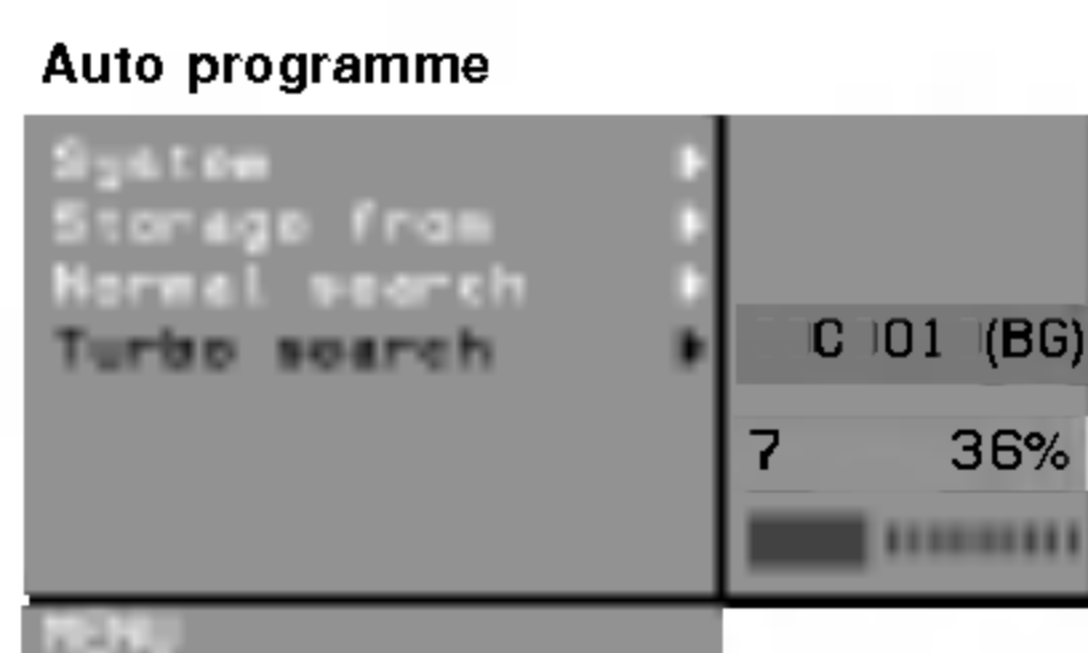 Auto programme
System
Storage from
Normal search
Turbo search
C 01 (BG)
7 36%
MENU